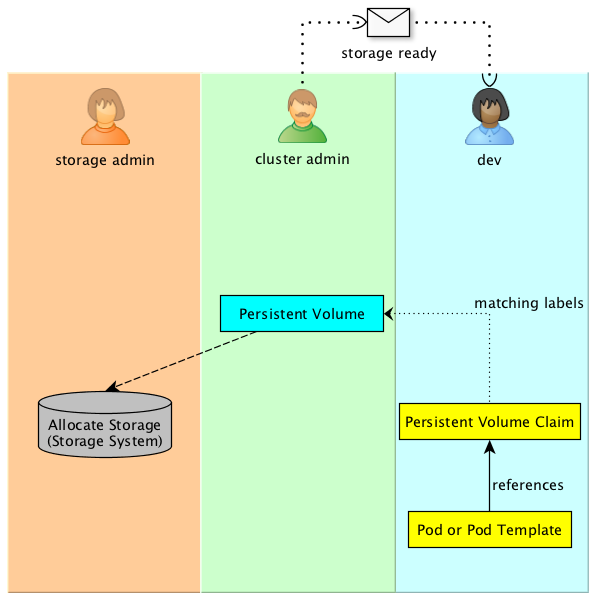 storage ready
storage admin
cluster admin
dev
matching labels
Persistent Volume
Allocate Storage
(Storage System)
Persistent Volume Claim
references
Pod or Pod Template